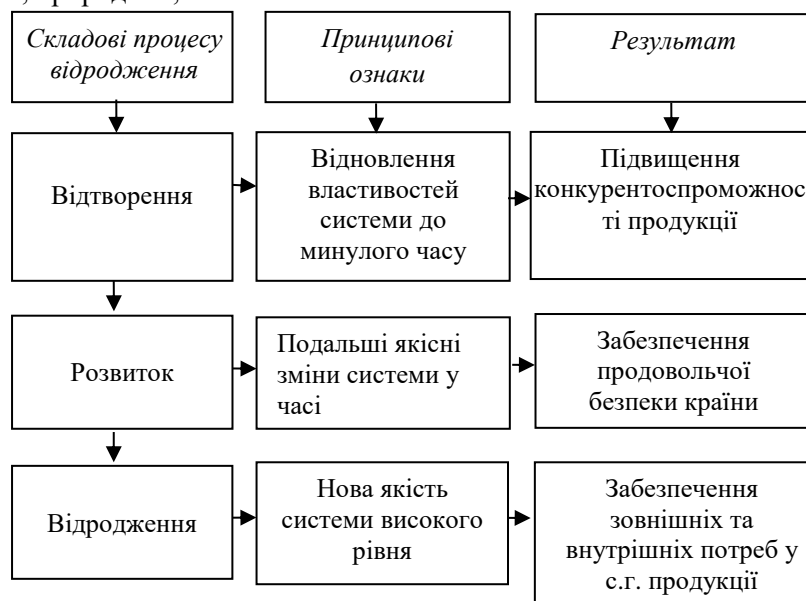 Складові процесу
відродження
Принципові
ознаки
Результат
Відтворення
Відновлення
властивостей
системи до
минулого часу
Підвищення
конкурентоспроможнос
ті продукції
Розвиток
Подальші якісні
зміни системи у
часі
Забезпечення
продовольчої
безпеки країни
Відродження
Нова якість
системи високого
рівня
Забезпечення
зовнішніх та
внутрішніх потреб у
с.г. продукції